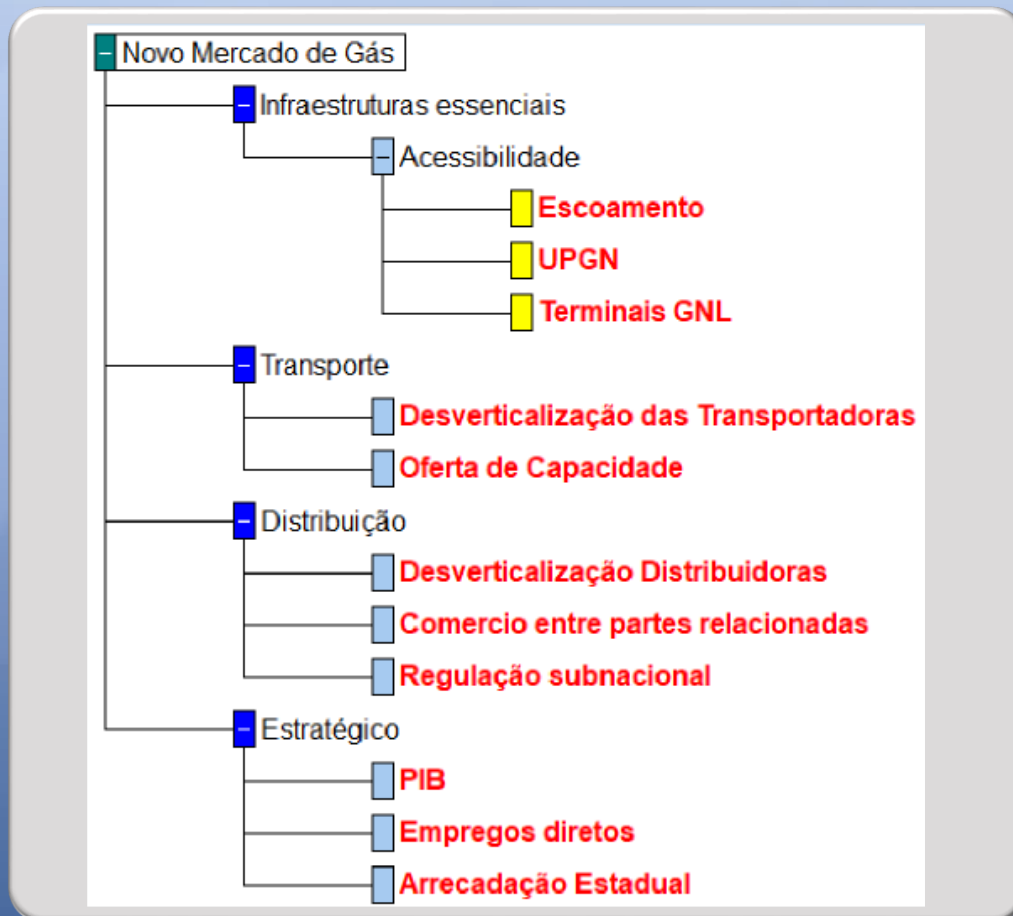 Novo Mercado de Gás
Infraestruturas essenciais
Acessibilidade
Escoamento
UPGN
Terminais GNL
Transporte
Desverticalização das Transportadoras
Oferta de Capacidade
Distribuição
Desverticalização Distribuidoras
Comercio entre partes relacionadas
Regulação subnacional
Estratégico
PIB
Empregos diretos
Arrecadação Estadual